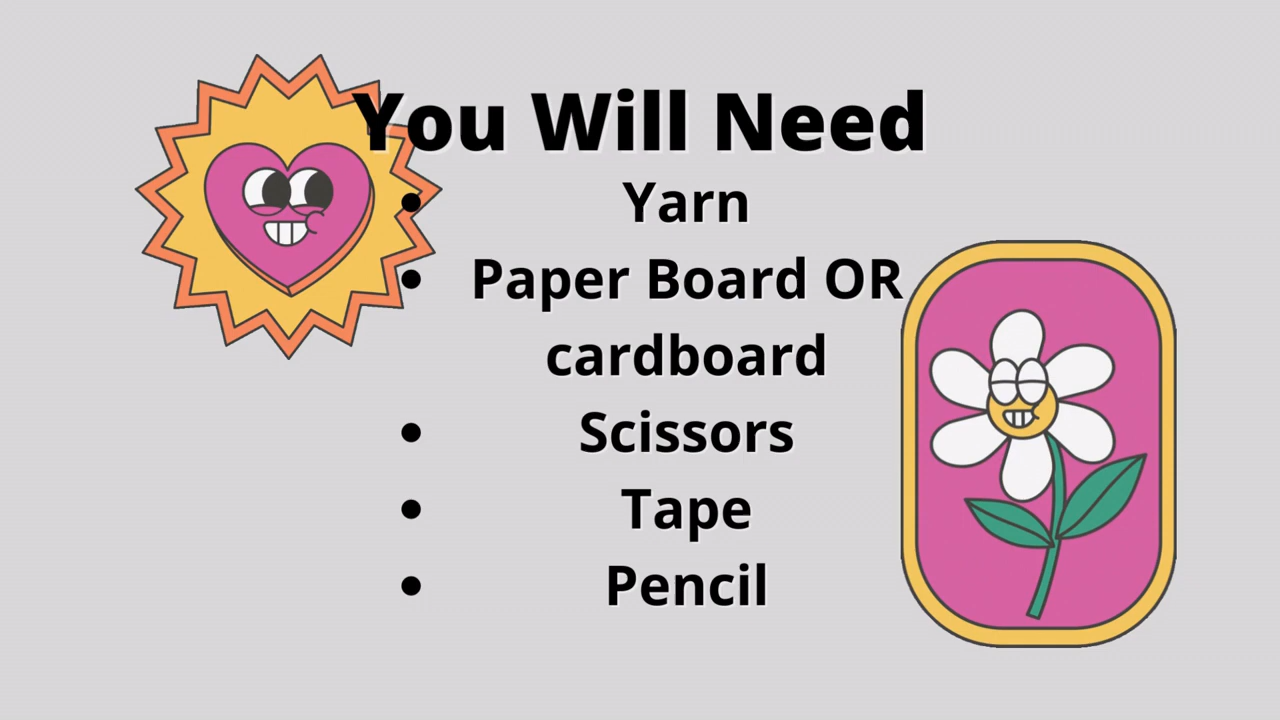 You Will Need
• Yarn
• Paper Board OR
cardboard
• Scissors
• Tape
• Pencil